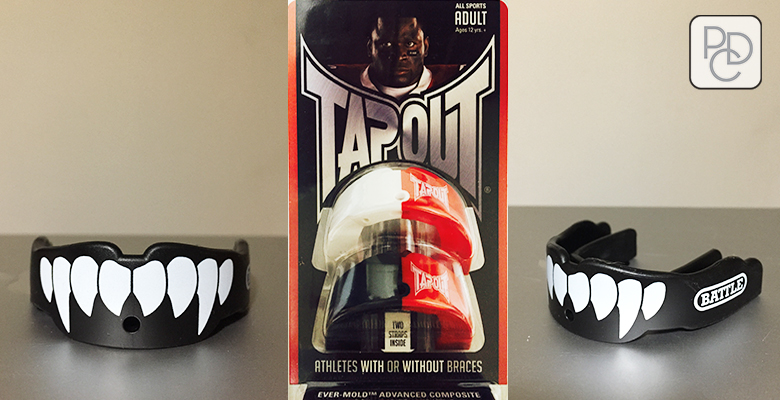 ALL SPORTS
ADULT
Ages 12 yrs. +
TAPOUT
®
TAPOUT
TAPOUT
TWO
STRAPS
INSIDE
ATHLETES WITH OR WITHOUT BRACES
EVER-MOLD™ ADVANCED COMPOSITE
BATTLE
PDC